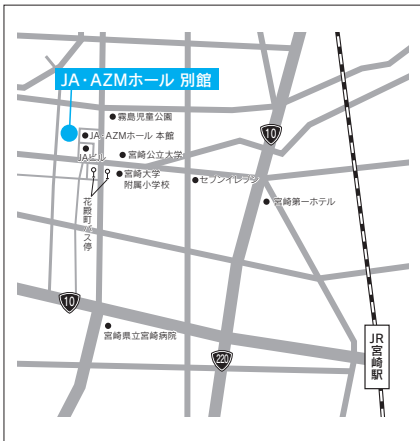 JA・AZMホール 別館
霧島児童公園
10
JA・AZMホール 本館
JAビル
宮崎公立大学
宮崎大学
附属小学校
セブンイレブン
宮崎第一ホテル
花殿町バス停
10
宮崎県立宮崎病院
220
JR宮崎駅